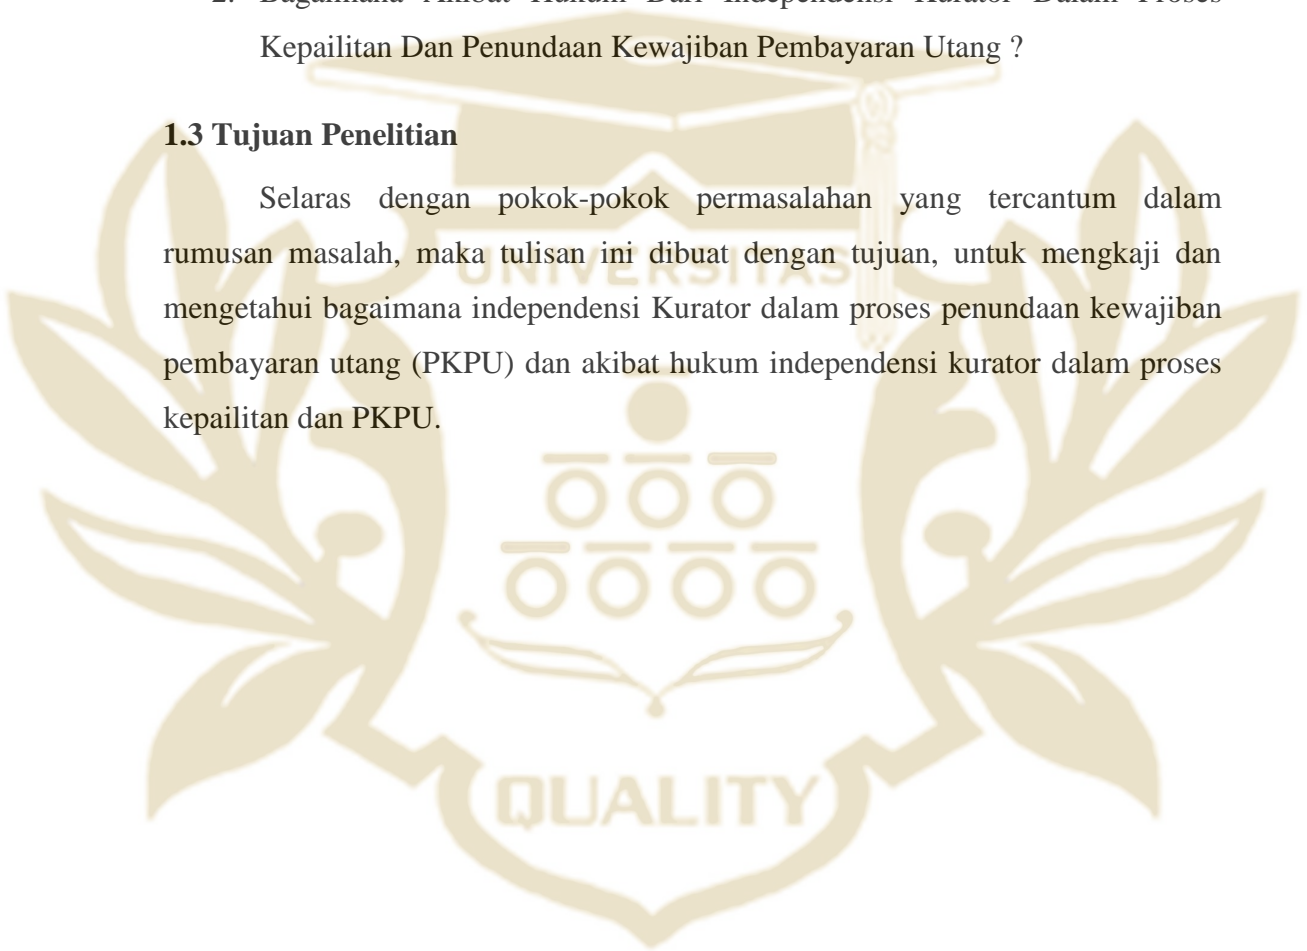 2. Bagaimana Akibat Hukum Dari Independensi Kurator Dalam Proses
Kepailitan Dan Penundaan Kewajiban Pembayaran Utang ?
1.3 Tujuan Penelitian
Selaras dengan pokok-pokok permasalahan yang tercantum dalam
rumusan masalah, maka tulisan ini dibuat dengan tujuan, untuk mengkaji dan
mengetahui bagaimana independensi Kurator dalam proses penundaan kewajiban
pembayaran utang (PKPU) dan akibat hukum independensi kurator dalam proses
kepailitan dan PKPU.
UNIVERSITAS
QUALITY